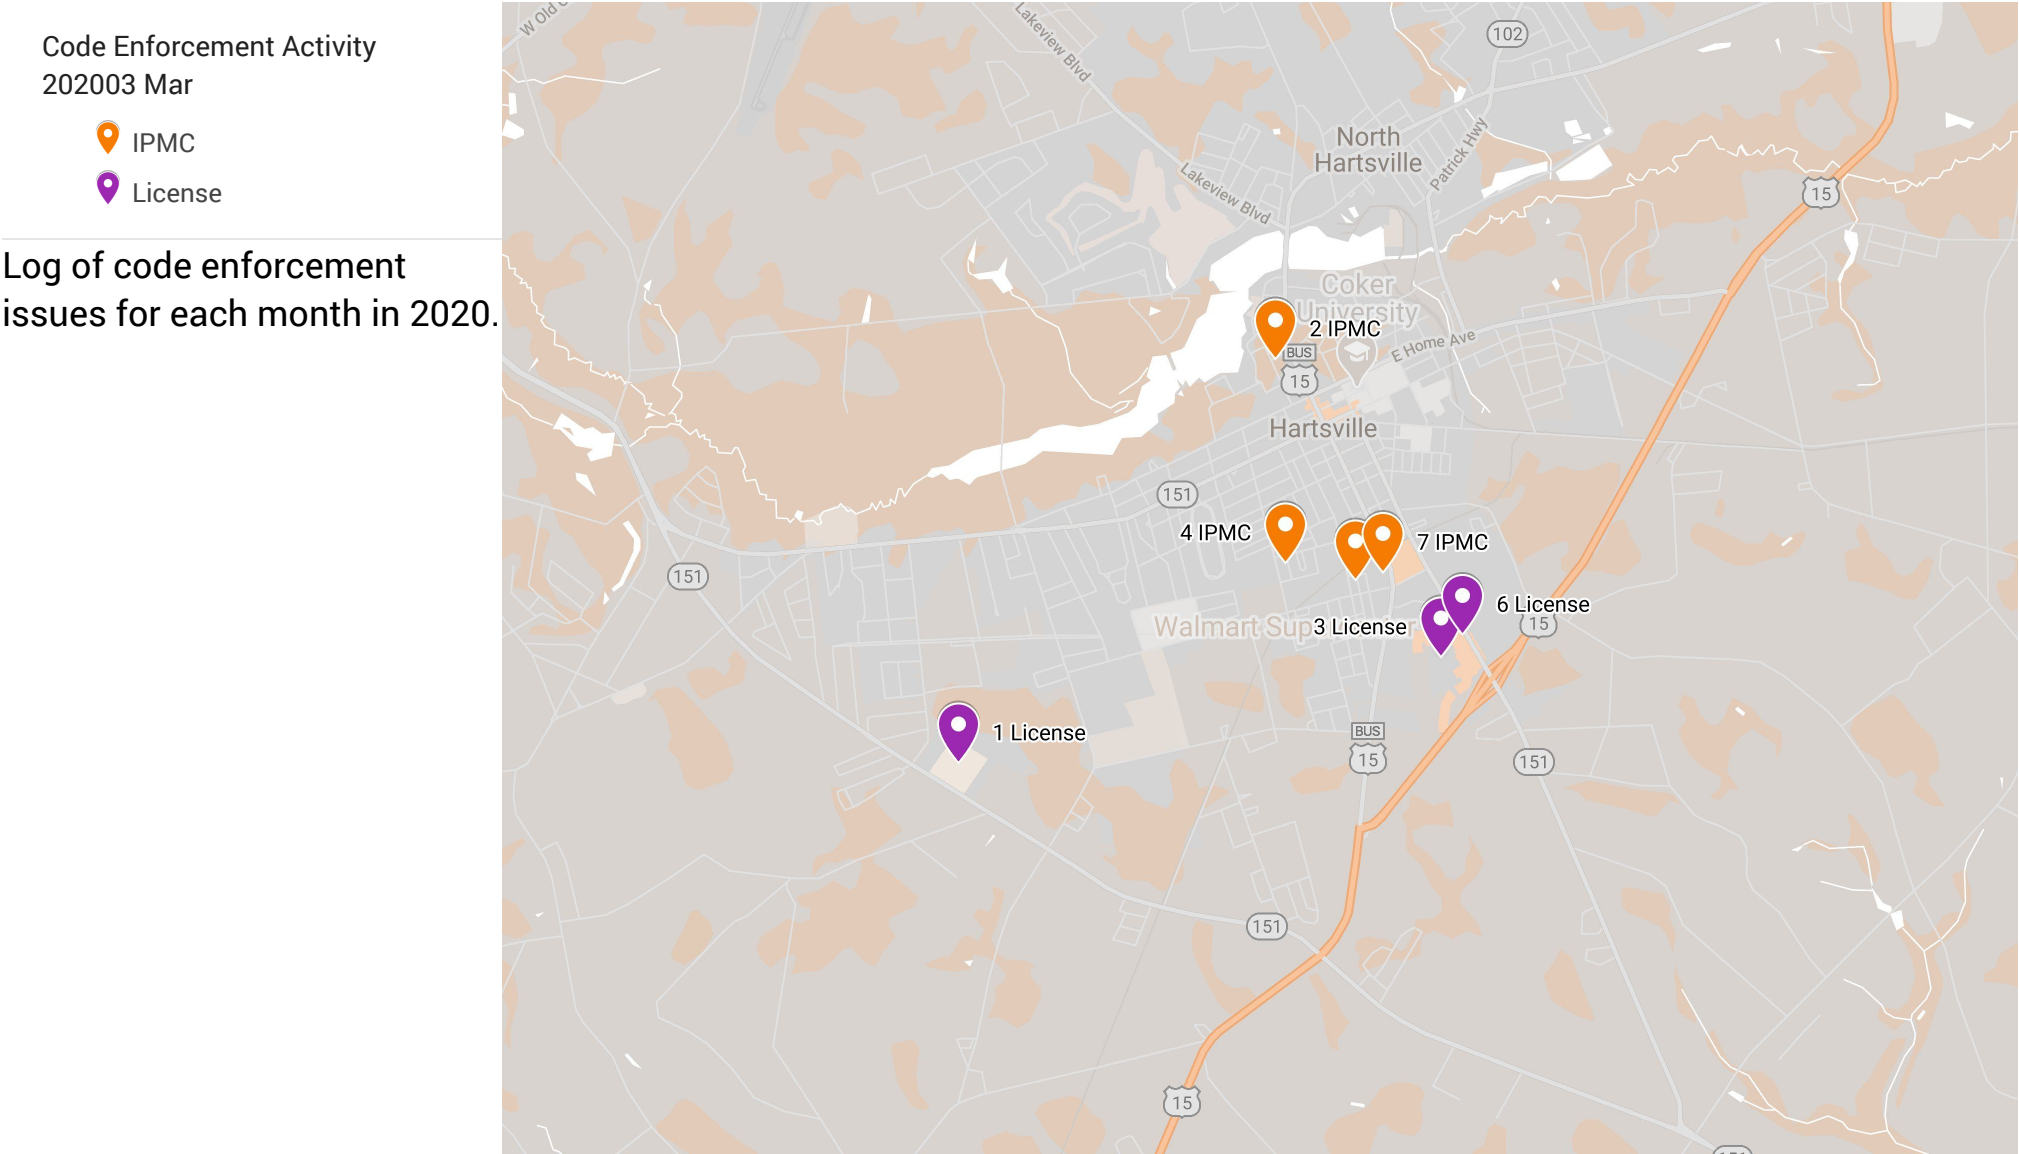 Code Enforcement Activity
202003 Mar
IPMC
License
Log of code enforcement
issues for each month in 2020.
W Old
Lakeview Blvd
102
North
Hartsville
Patrick Hwy
Lakeview Blvd
15
Coker
University
2 IPMC
BUS
15
E Home Ave
Hartsville
151
4 IPMC
7 IPMC
151
6 License
15
Walmart
3 License
1 License
BUS
15
151
151
15